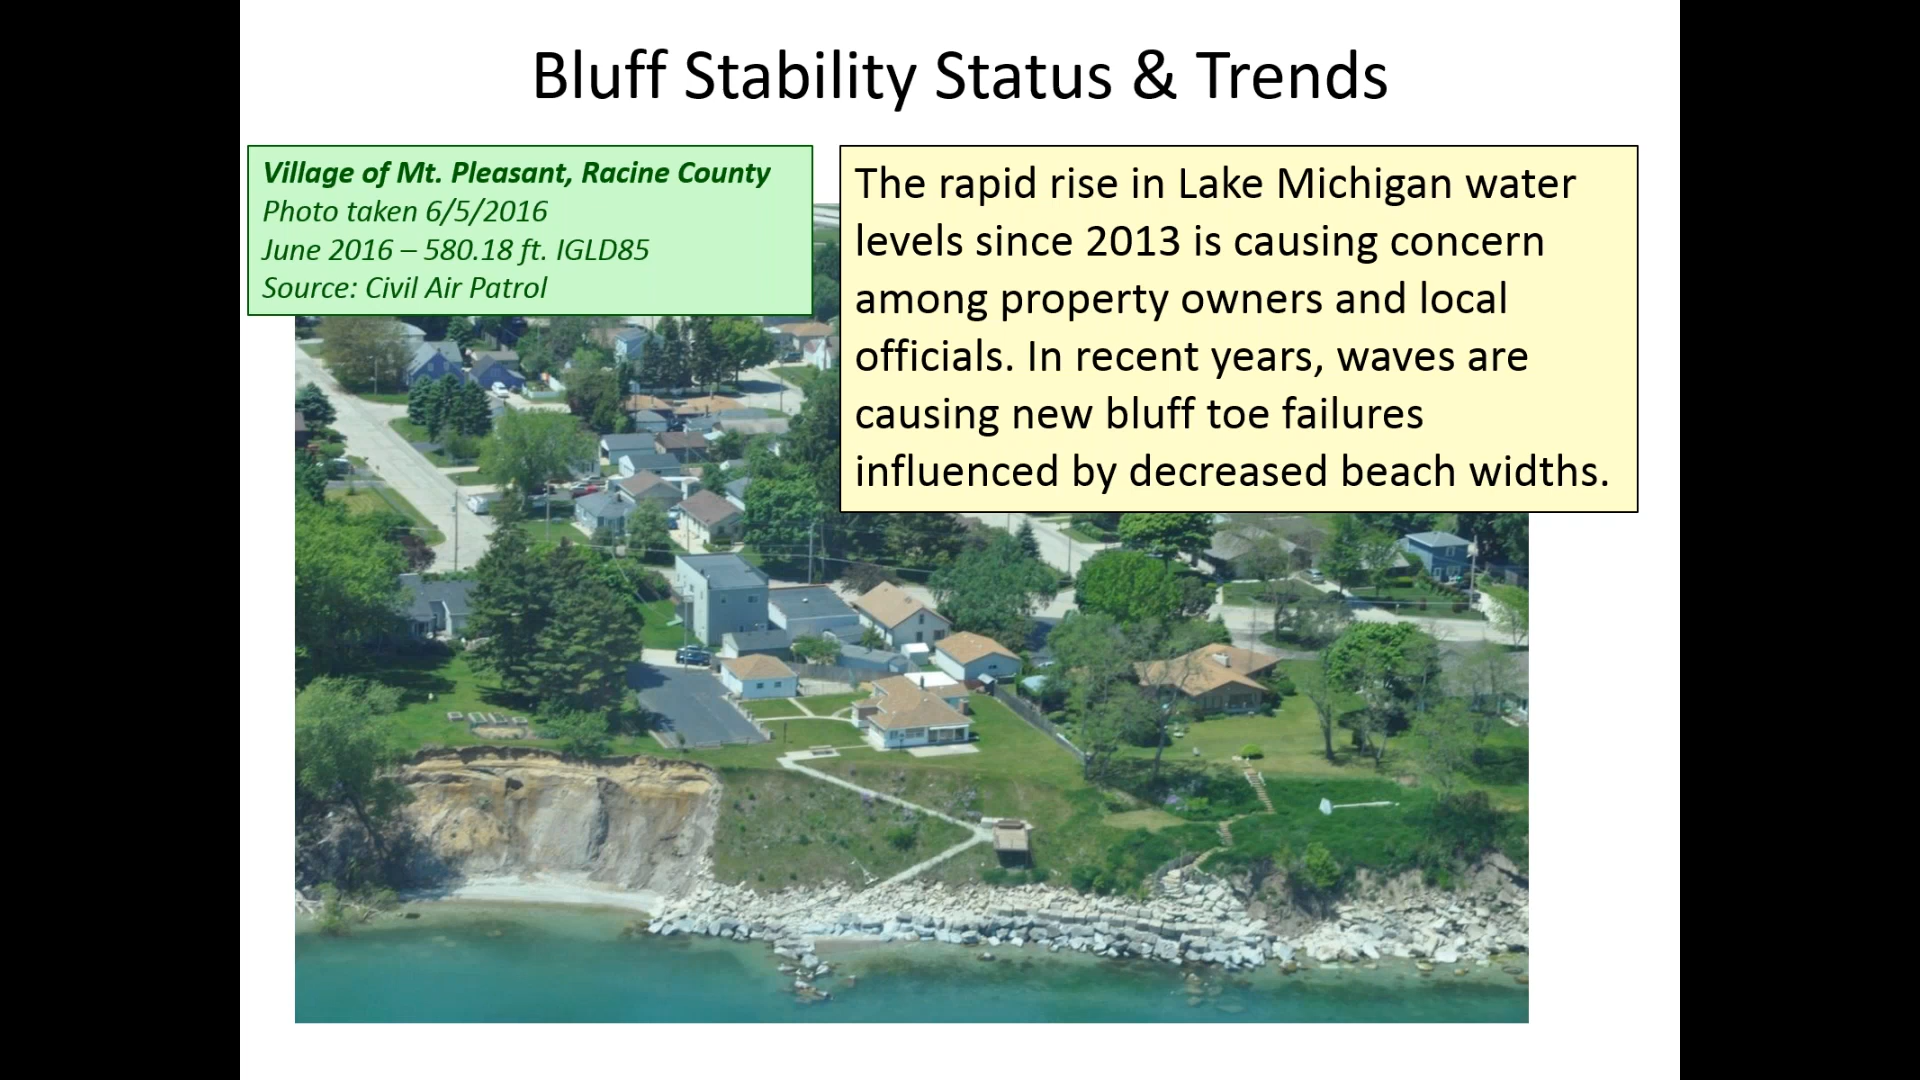 Bluff Stability Status & Trends
Village of Mt. Pleasant, Racine County
Photo taken 6/5/2016
June 2016 – 580.18 ft. IGLD85
Source: Civil Air Patrol
The rapid rise in Lake Michigan water
levels since 2013 is causing concern
among property owners and local
officials. In recent years, waves are
causing new bluff toe failures
influenced by decreased beach widths.